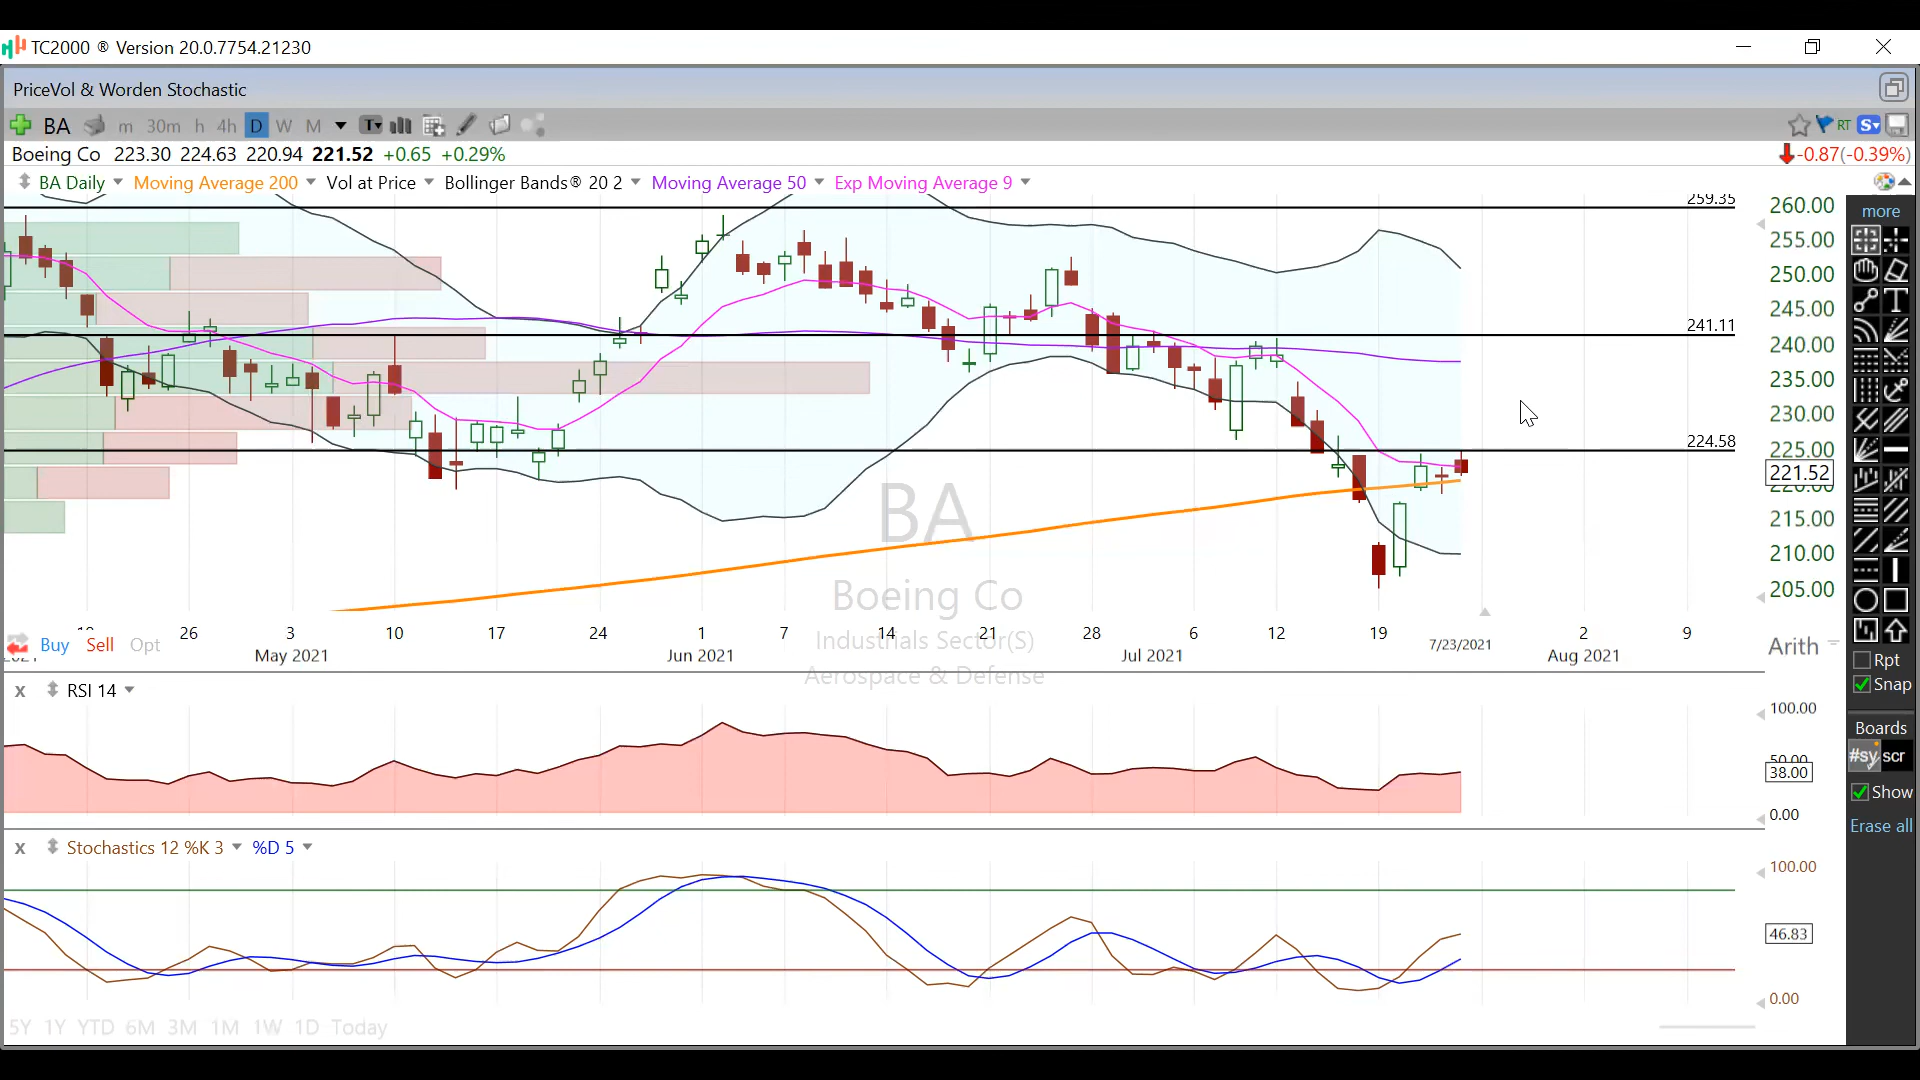 TC2000 ® Version 20.0.7754.21230
PriceVol & Worden Stochastic
BA m 30m h 4h D W M T RT S
Boeing Co 223.30 224.63 220.94 221.52 +0.65 +0.29% -0.87(-0.39%)
BA Daily Moving Average 200 Vol at Price Bollinger Bands® 20 2 Moving Average 50 Exp Moving Average 9
259.35
241.11
224.58
260.00
255.00
250.00
245.00
240.00
235.00
230.00
225.00
221.52
220.00
215.00
210.00
205.00
BA
Boeing Co
Industrials Sector(S)
Aerospace & Defense
26 3 10 17 24 1 7 14 21 28 6 12 19 7/23/2021 2 9
May 2021 Jun 2021 Jul 2021 Aug 2021
Buy Sell Opt
Arith
x RSI 14
100.00
50.00
38.00
0.00
x Stochastics 12 %K 3 %D 5
100.00
46.83
0.00
5Y 1Y YTD 6M 3M 1M 1W 1D Today
more
T
Rpt
Snap
Boards
#sy scr
Show
Erase all